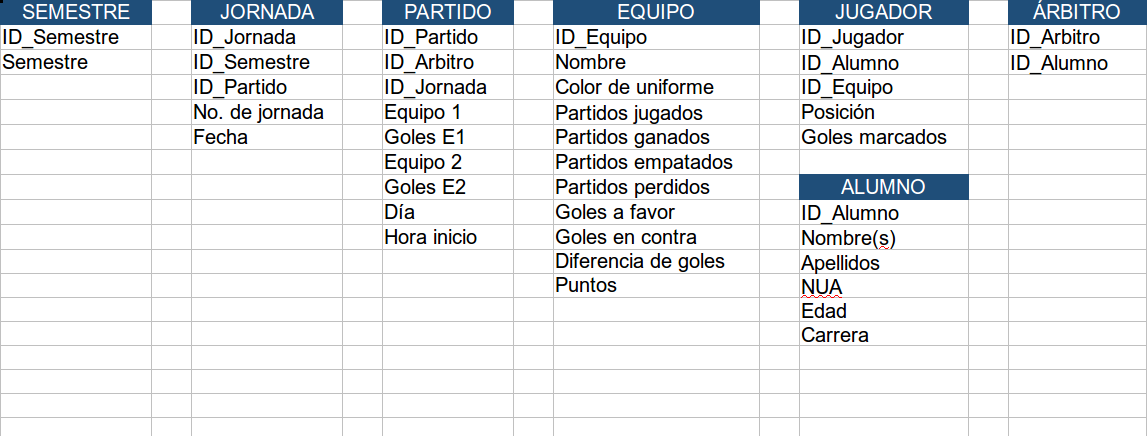 SEMESTRE
ID_Semestre
Semestre
JORNADA
ID_Jornada
ID_Semestre
ID_Partido
No. de jornada
Fecha
PARTIDO
ID_Partido
ID_Arbitro
ID_Jornada
Equipo 1
Goles E1
Equipo 2
Goles E2
Día
Hora inicio
EQUIPO
ID_Equipo
Nombre
Color de uniforme
Partidos jugados
Partidos ganados
Partidos empatados
Partidos perdidos
Goles a favor
Goles en contra
Diferencia de goles
Puntos
JUGADOR
ID_Jugador
ID_Alumno
ID_Equipo
Posición
Goles marcados
ALUMNO
ID_Alumno
Nombre(s)
Apellidos
NUA
Edad
Carrera
ÁRBITRO
ID_Arbitro
ID_Alumno